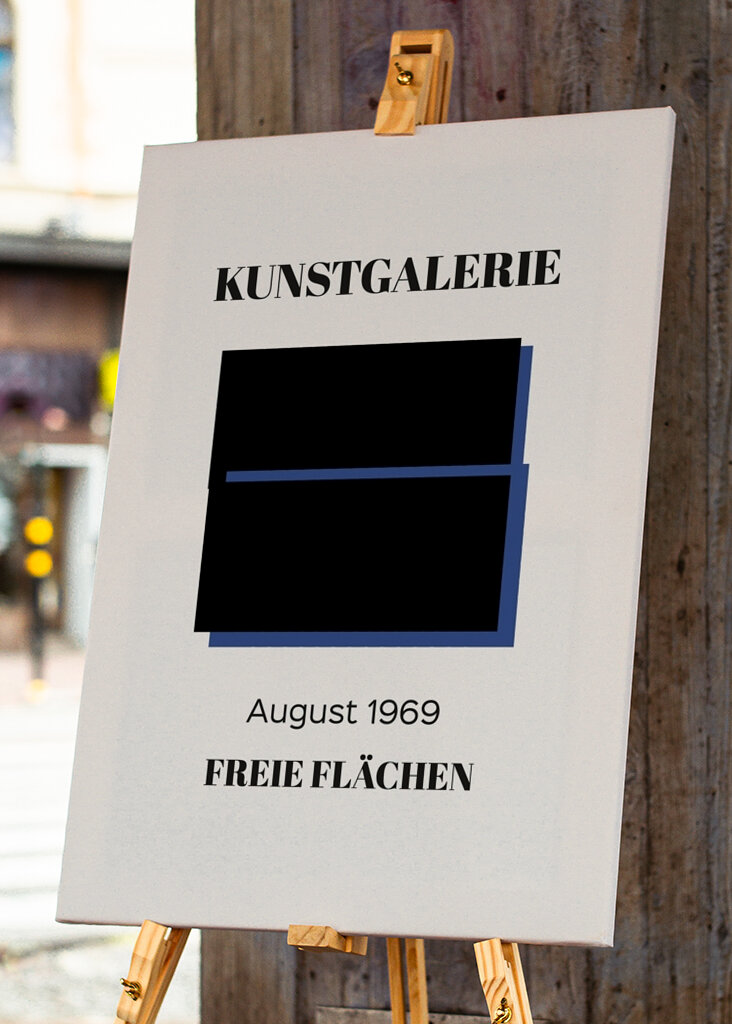 KUNSTGALERIE
August 1969
FREIE FLÄCHEN